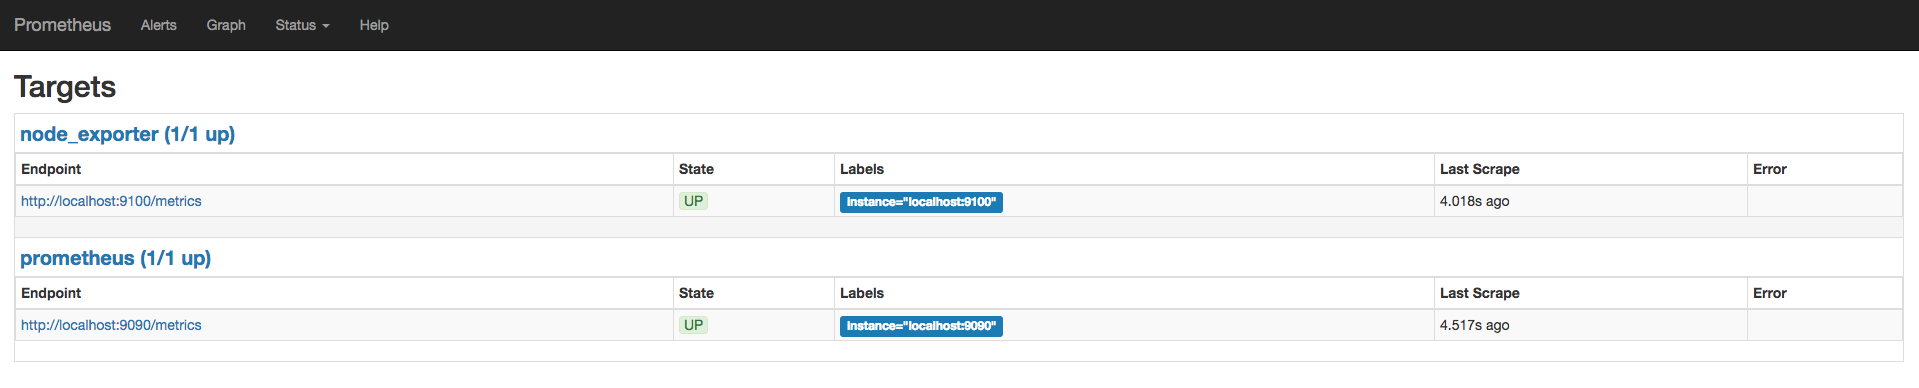 Prometheus Alerts Graph Status Help
Targets
node_exporter (1/1 up)
Endpoint State Labels Last Scrape Error
http://localhost:9100/metrics UP instance="localhost:9100" 4.018s ago
prometheus (1/1 up)
Endpoint State Labels Last Scrape Error
http://localhost:9090/metrics UP instance="localhost:9090" 4.517s ago